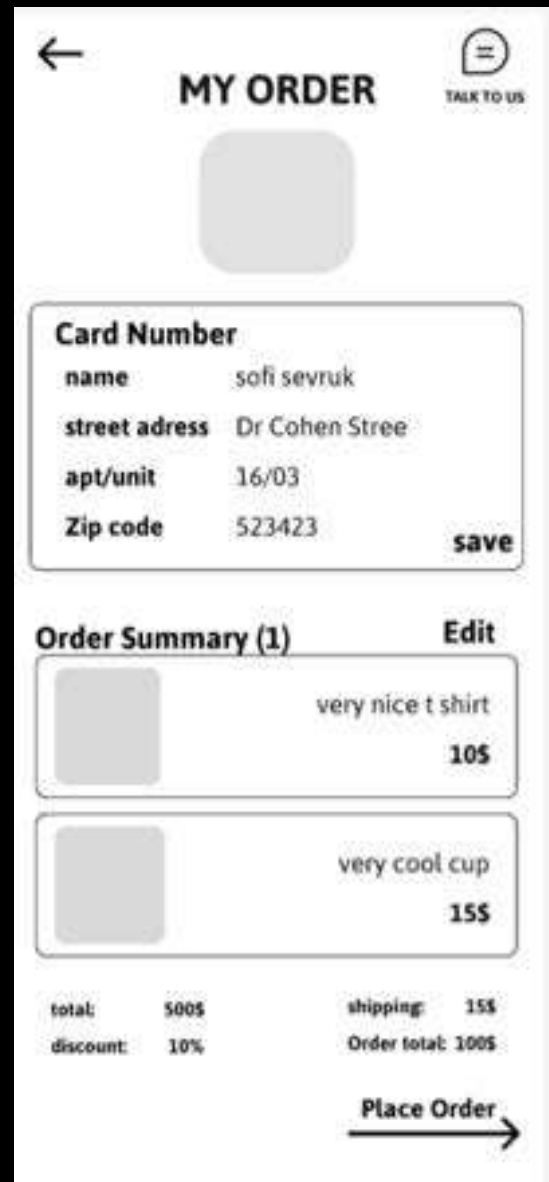 MY ORDER
TALK TO US
Card Number
name sofi sevruk
street adress Dr Cohen Stree
apt/unit 16/03
Zip code 523423
save
Order Summary (1) Edit
very nice t shirt
10$
very cool cup
15$
total: 500$ shipping: 15$
discount: 10% Order total: 100$
Place Order